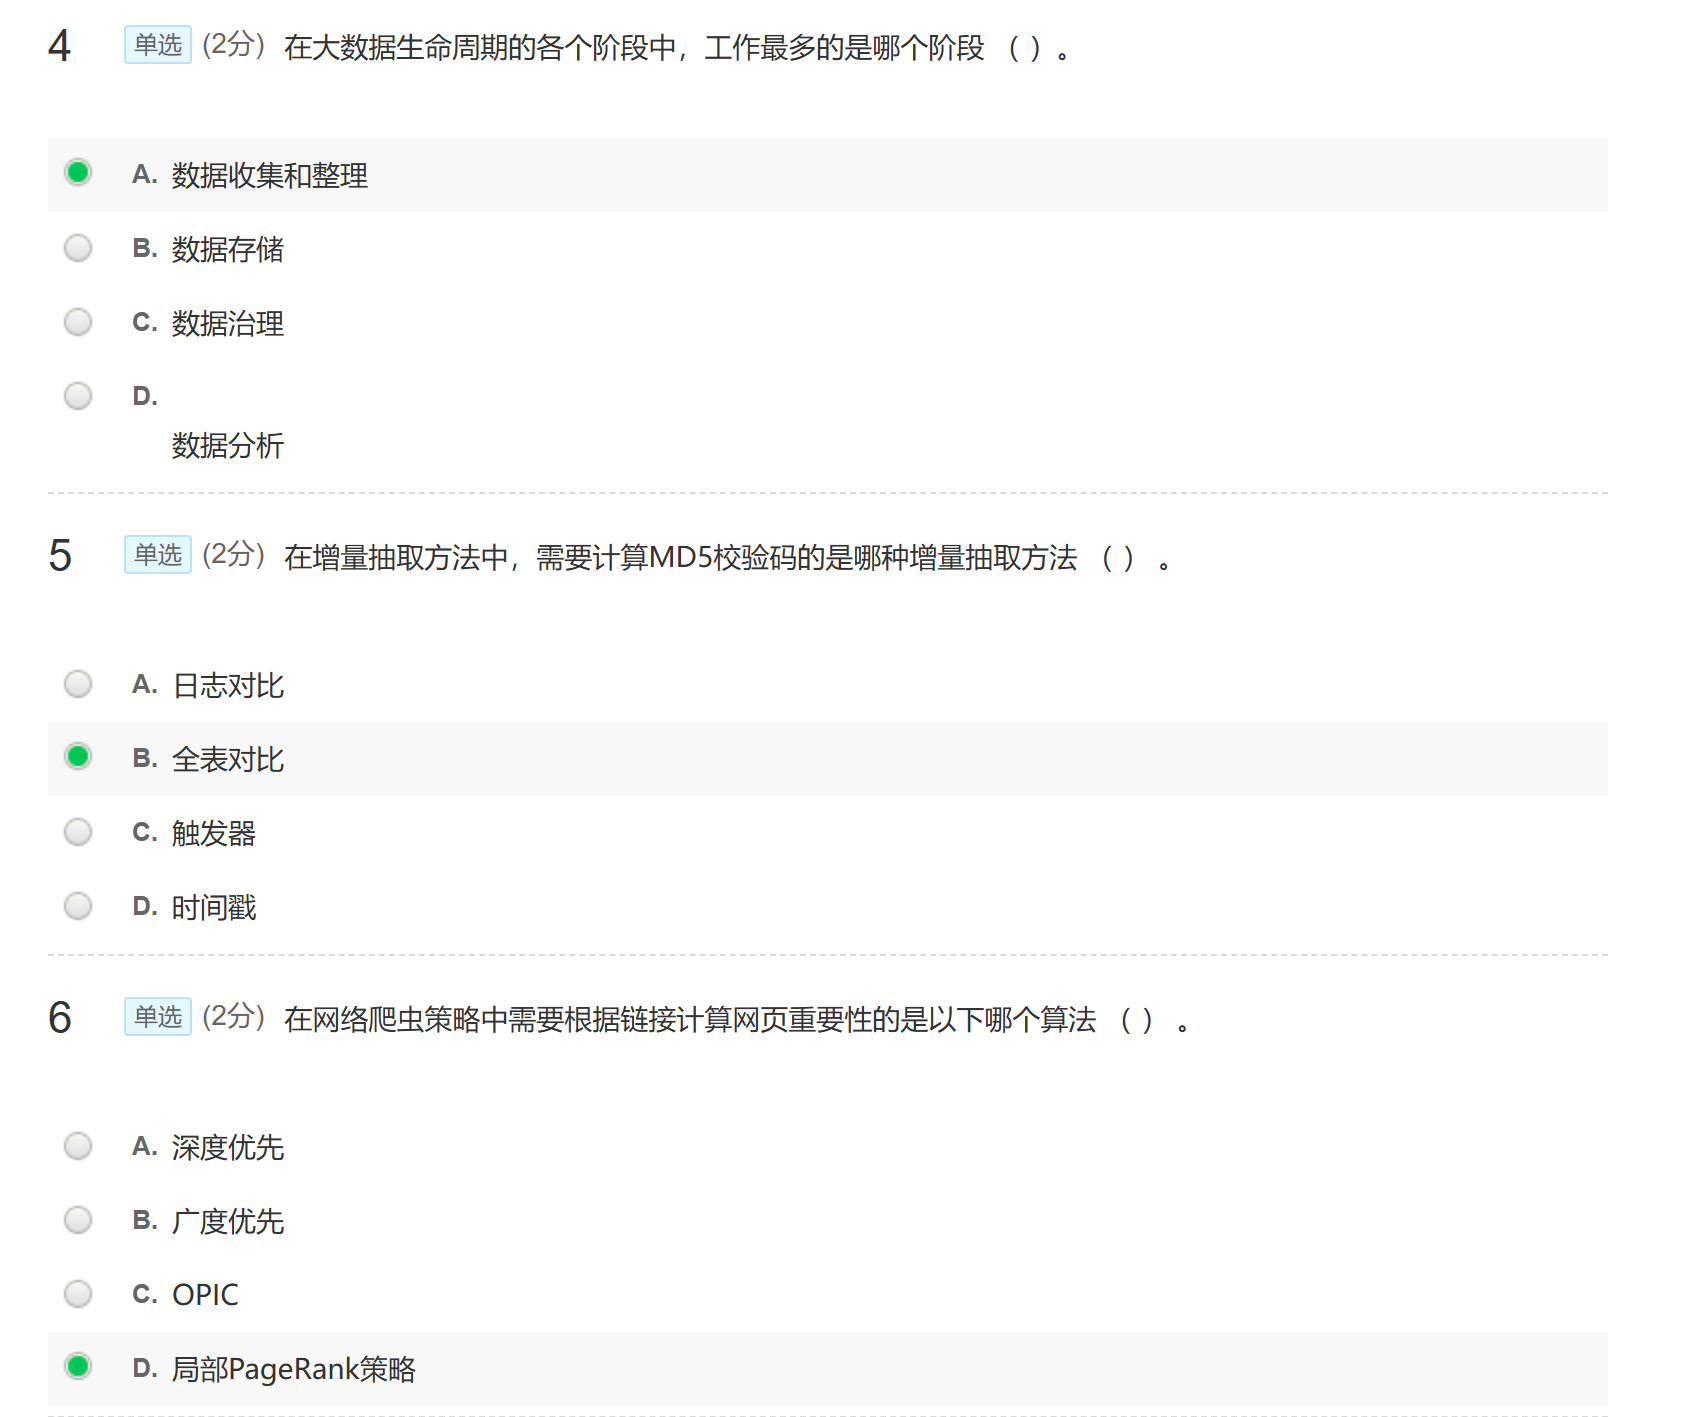 4 单选 (2分) 在大数据生命周期的各个阶段中，工作最多的是哪个阶段 （ ）。
A. 数据收集和整理
B. 数据存储
C. 数据治理
D.
数据分析
5 单选 (2分) 在增量抽取方法中，需要计算MD5校验码的是哪种增量抽取方法 （ ） 。
A. 日志对比
B. 全表对比
C. 触发器
D. 时间戳
6 单选 (2分) 在网络爬虫策略中需要根据链接计算网页重要性的是以下哪个算法 （ ） 。
A. 深度优先
B. 广度优先
C. OPIC
D. 局部PageRank策略